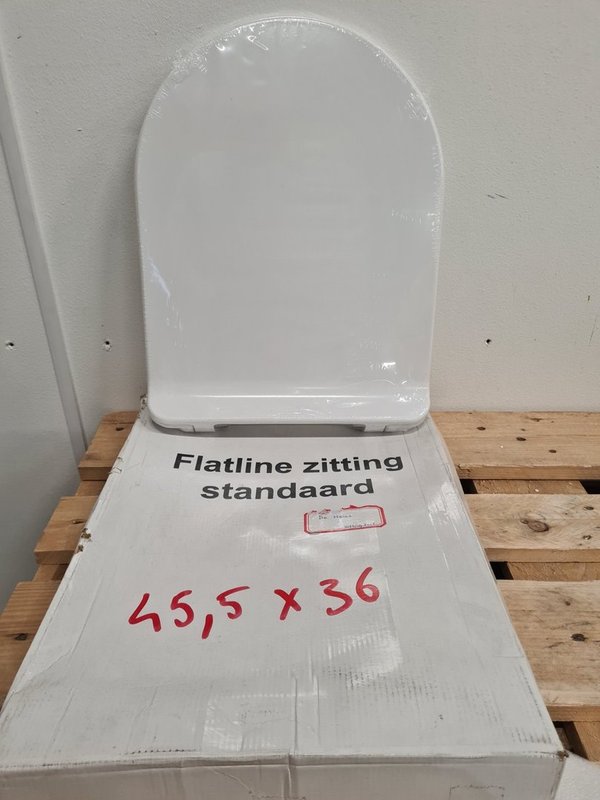 Flatline zitting
standaard
45,5 x 36